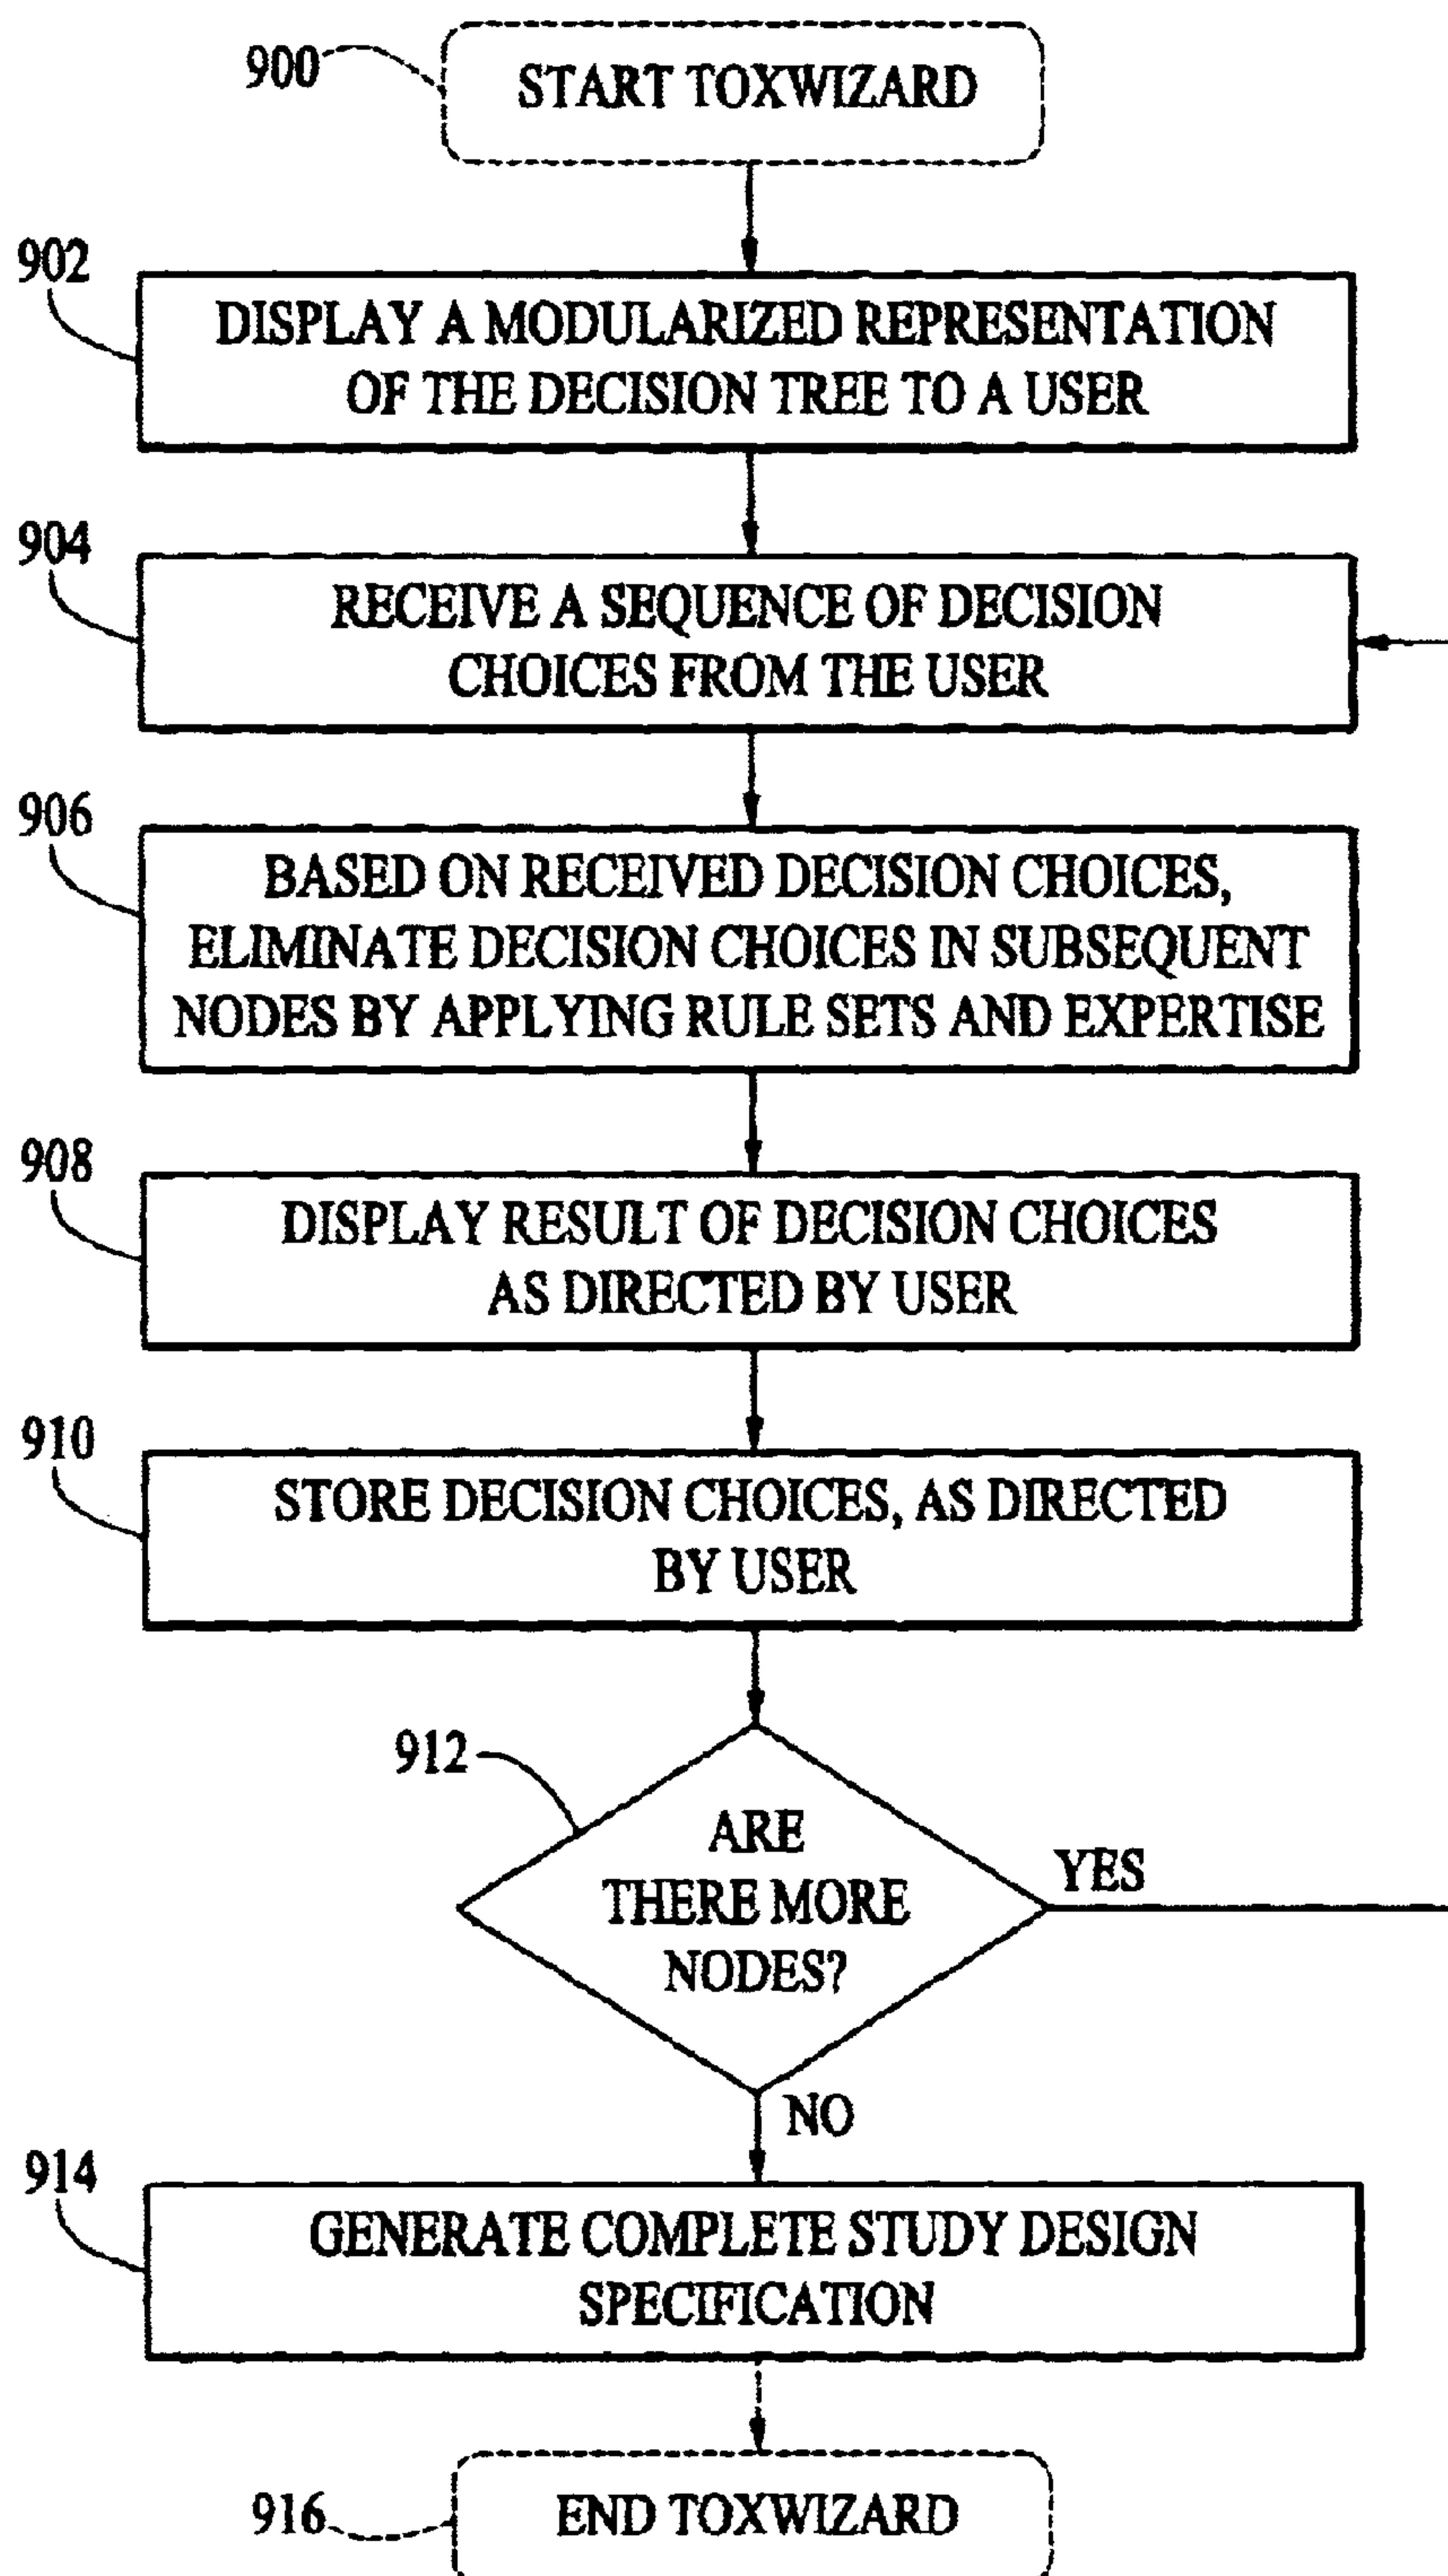 900
START TOXWIZARD
902
DISPLAY A MODULARIZED REPRESENTATION
OF THE DECISION TREE TO A USER
904
RECEIVE A SEQUENCE OF DECISION
CHOICES FROM THE USER
906
BASED ON RECEIVED DECISION CHOICES,
ELIMINATE DECISION CHOICES IN SUBSEQUENT
NODES BY APPLYING RULE SETS AND EXPERTISE
908
DISPLAY RESULT OF DECISION CHOICES
AS DIRECTED BY USER
910
STORE DECISION CHOICES, AS DIRECTED
BY USER
912
ARE
THERE MORE
NODES?
YES
NO
914
GENERATE COMPLETE STUDY DESIGN
SPECIFICATION
916
END TOXWIZARD